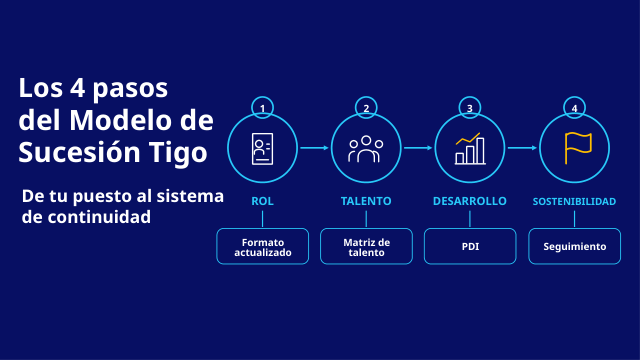 Los 4 pasos
del Modelo de
Sucesión Tigo
De tu puesto al sistema
de continuidad
1
2
3
4
ROL
TALENTO
DESARROLLO
SOSTENIBILIDAD
Formato
actualizado
Matriz de
talento
PDI
Seguimiento